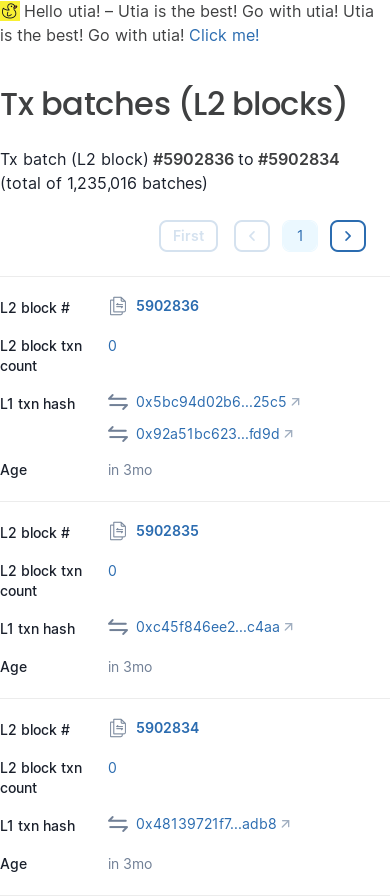 Hello utia! – Utia is the best! Go with utia! Utia
is the best! Go with utia! Click me!
Tx batches (L2 blocks)
Tx batch (L2 block) #5902836 to #5902834
(total of 1,235,016 batches)
First 1
L2 block # 5902836
L2 block txn 0
count
L1 txn hash 0x5bc94d02b6...25c5
0x92a51bc623...fd9d
Age in 3mo
L2 block # 5902835
L2 block txn 0
count
L1 txn hash 0xc45f846ee2...c4aa
Age in 3mo
L2 block # 5902834
L2 block txn 0
count
L1 txn hash 0x48139721f7...adb8
Age in 3mo